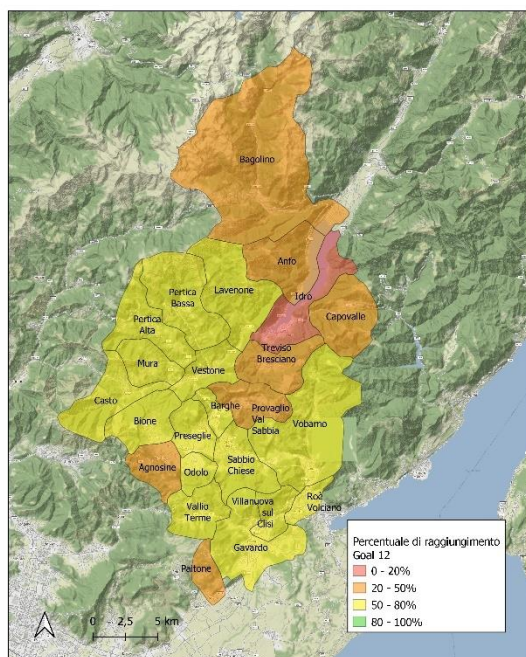 Bagolino
Anfo
Idro
Lavenone
Pertica
Bassa
Capovalle
Pertica
Alta
Treviso
Bresciano
Mura
Vestone
Casto
Barghe
Provaglio
Val
Sabbia
Bione
Vobarno
Preseglie
Agnosine
Odolo
Sabbio
Chiese
Vallio
Terme
Villanuova
sul
Clisi
Roè
Volciano
Gavardo
Paitone
0 2,5 5 km
Percentuale di raggiungimento
Goal 12
0 - 20%
20 - 50%
50 - 80%
80 - 100%